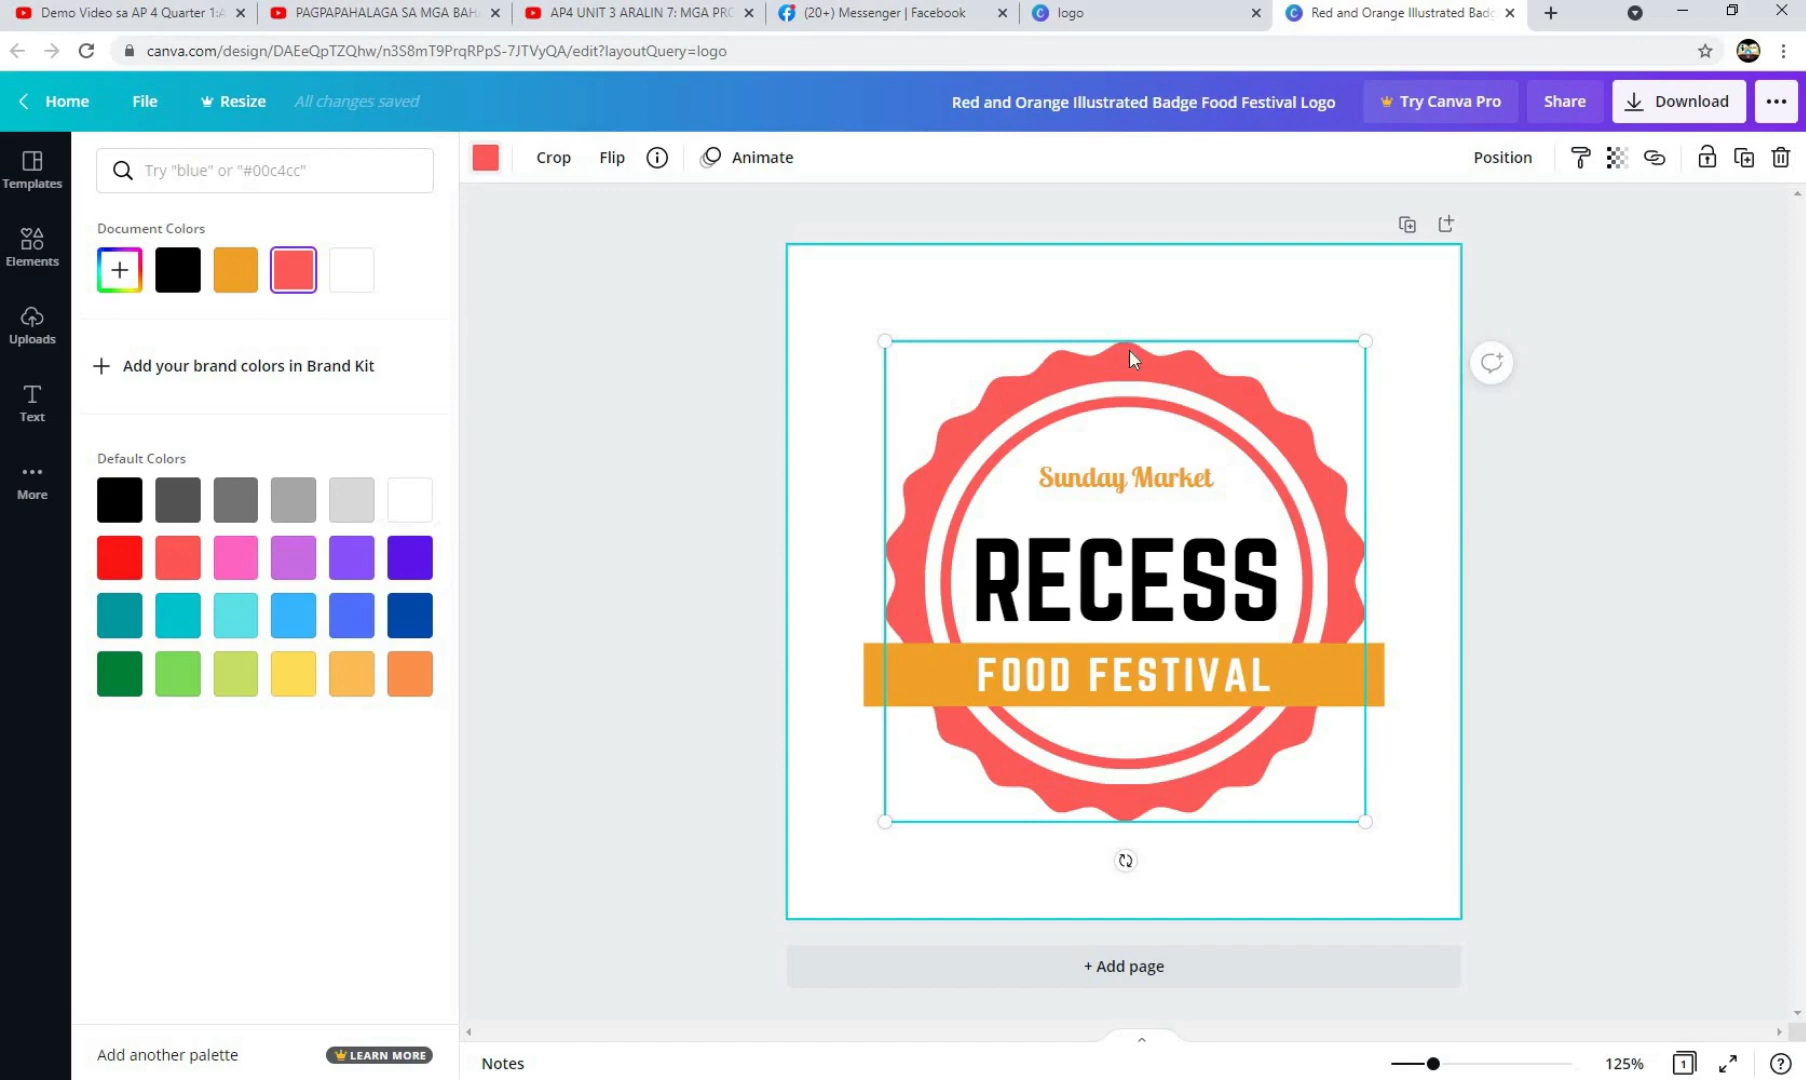 Demo Video sa AP 4 Quarter 1:A
PAGPAPAHALAGA SA MGA BAHA
AP4 UNIT 3 ARALIN 7: MGA PRO
(20+) Messenger | Facebook
logo
Red and Orange Illustrated Badg
canva.com/design/DAEeQpTZQhw/n3S8mT9PrqRPpS-7JTVyQA/edit?layoutQuery=logo
Home
File
Resize
All changes saved
Red and Orange Illustrated Badge Food Festival Logo
Try Canva Pro
Share
Download
Templates
Elements
Uploads
Text
More
Try "blue" or "#00c4cc"
Document Colors
Add your brand colors in Brand Kit
Default Colors
Add another palette
LEARN MORE
Crop
Flip
Animate
Position
Sunday Market
RECESS
FOOD FESTIVAL
+ Add page
Notes
125%
1